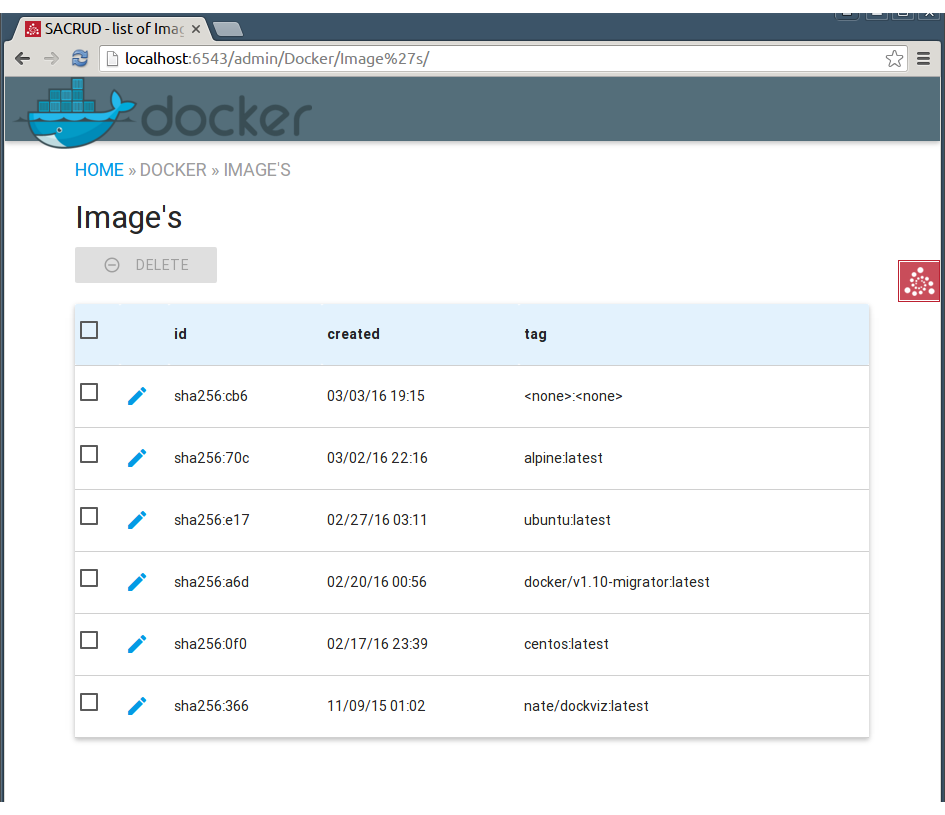 SACRUD - list of Imag
localhost:6543/admin/Docker/Image%27s/
docker
HOME » DOCKER » IMAGE'S
Image's
DELETE
id created tag
sha256:cb6 03/03/16 19:15 <none>:<none>
sha256:70c 03/02/16 22:16 alpine:latest
sha256:e17 02/27/16 03:11 ubuntu:latest
sha256:a6d 02/20/16 00:56 docker/v1.10-migrator:latest
sha256:0f0 02/17/16 23:39 centos:latest
sha256:366 11/09/15 01:02 nate/dockviz:latest